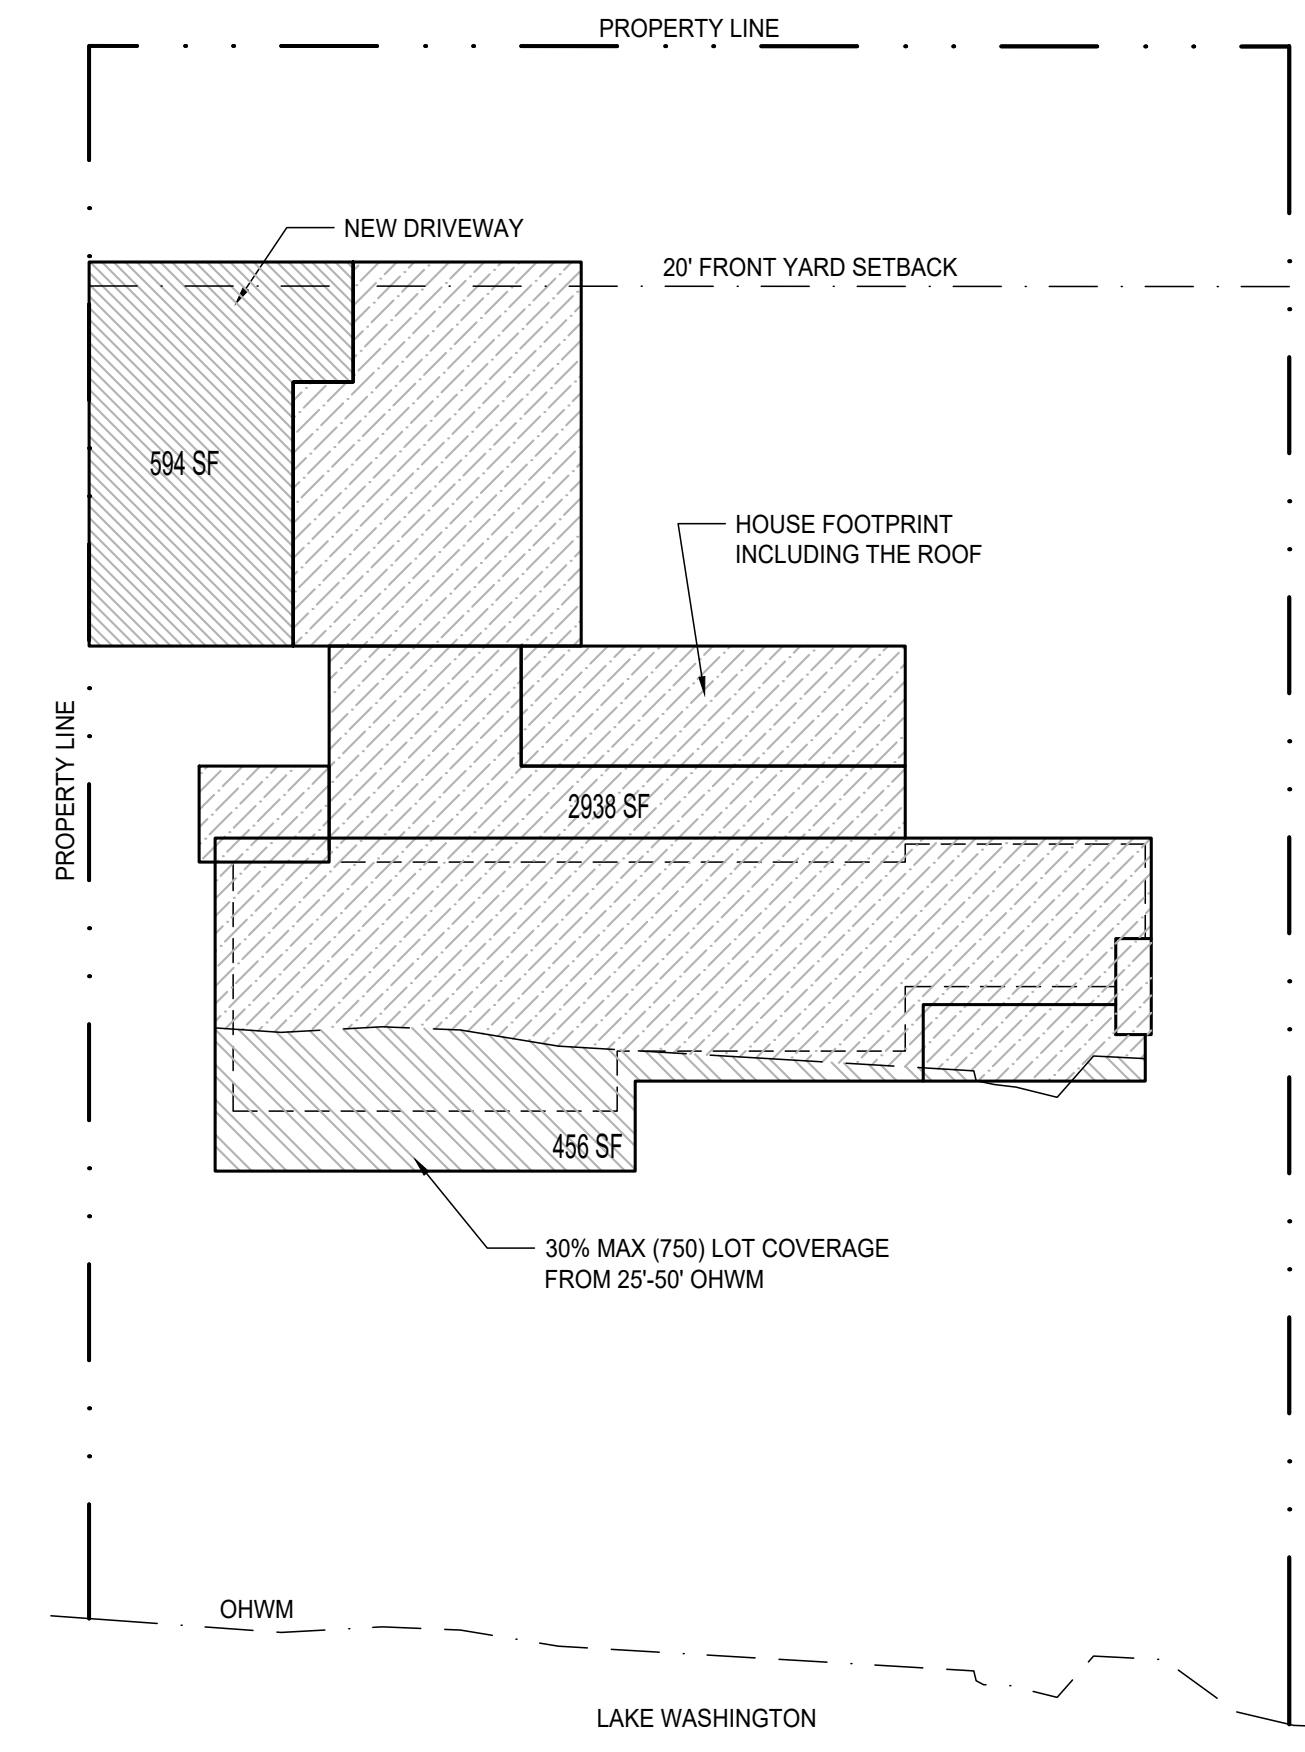 PROPERTY LINE
NEW DRIVEWAY
20' FRONT YARD SETBACK
594 SF
HOUSE FOOTPRINT
INCLUDING THE ROOF
PROPERTY LINE
2938 SF
456 SF
30% MAX (750) LOT COVERAGE
FROM 25'-50' OHWM
OHWM
LAKE WASHINGTON